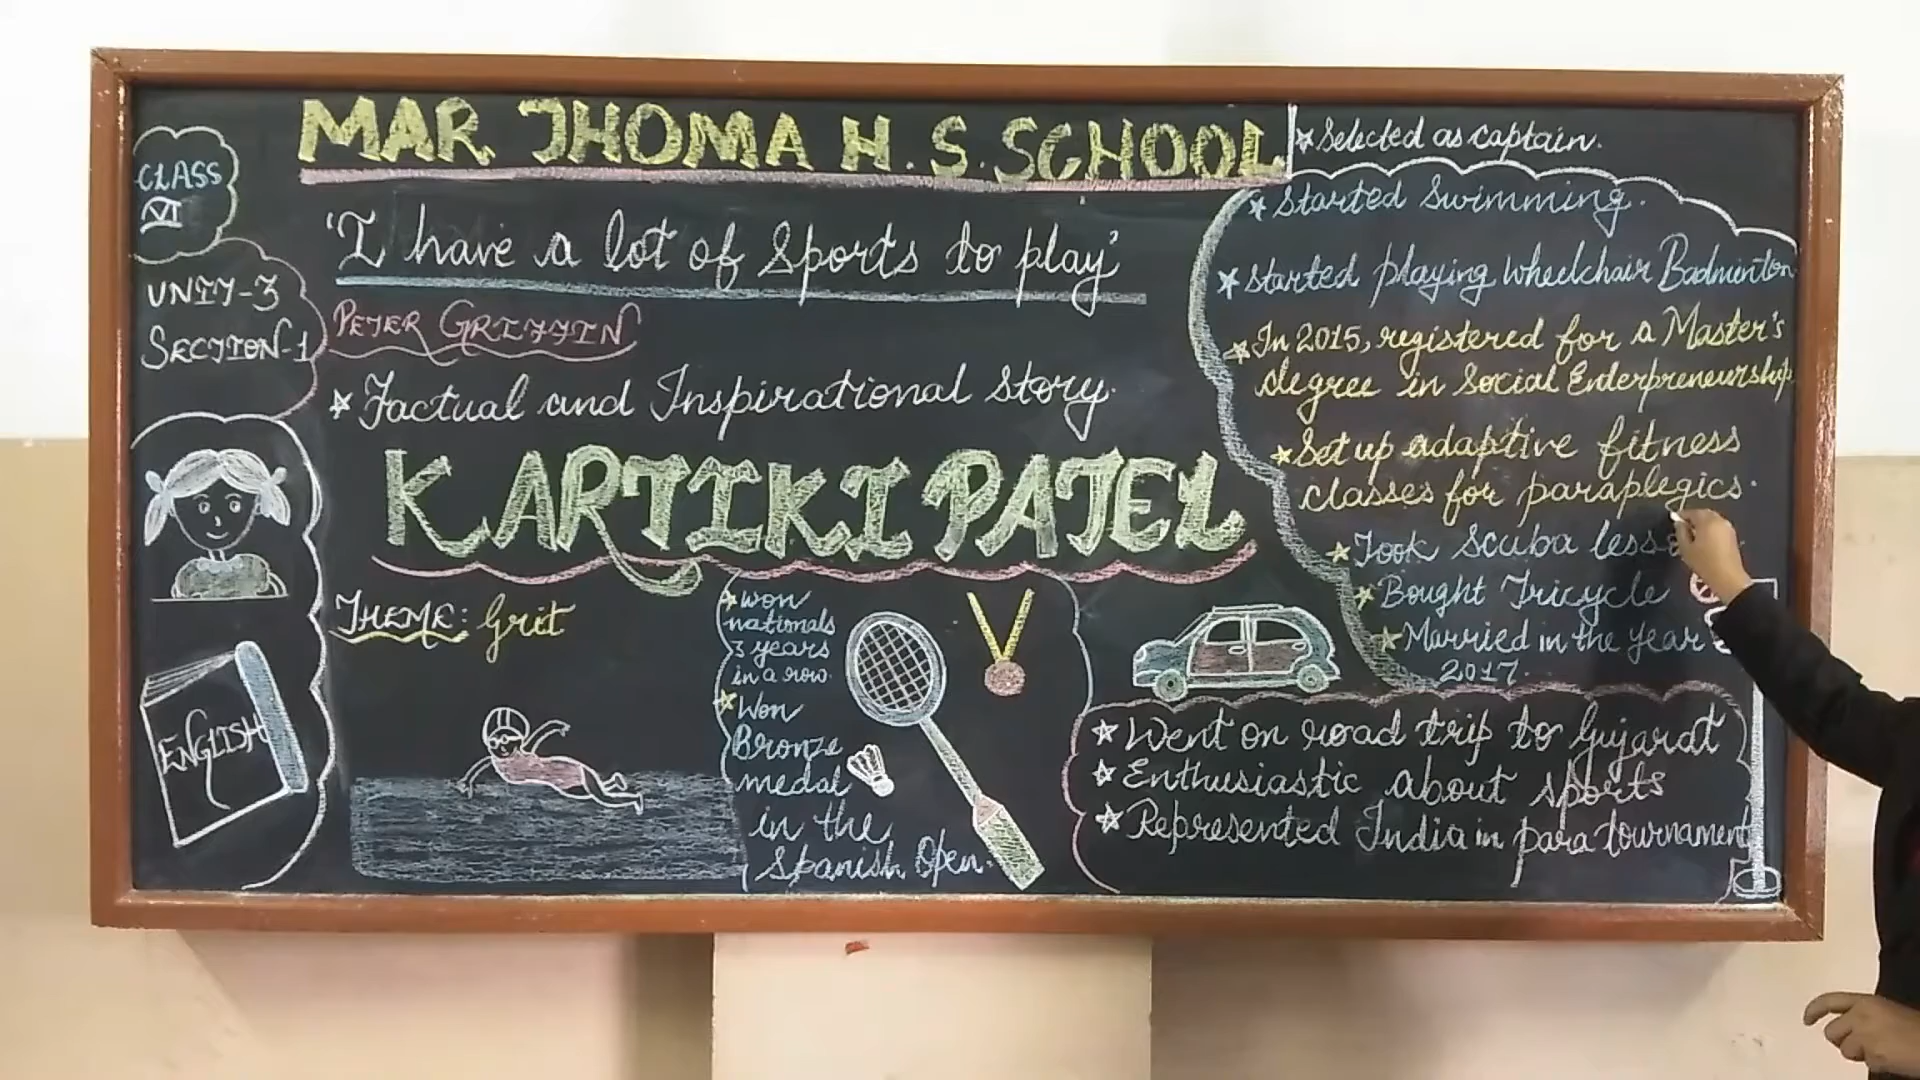 MAR THOMA H.S. SCHOOL
CLASS
VI
UNIT-3
SECTION-1
'I have a lot of Sports to play'
PETER GRIFFIN
* Factual and Inspirational story.
KARTIKI PATEL
THEME: Grit
ENGLISH
* won
nationals
3 years
in a row.
* Won
Bronze
medal
in the
Spanish Open.
* Selected as captain.
* Started Swimming.
* started playing Wheelchair Badminton
* In 2015, registered for a Master's
degree in Social Enterpreneurship
* Set up adaptive fitness
classes for paraplegics.
* Took scuba
* Bought Tricycle
* Married in the year
2017.
* Went on road trip to Gujarat
* Enthusiastic about sports
* Represented India in para tournament